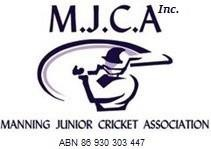 M.J.C.A Inc.
MANNING JUNIOR CRICKET ASSOCIATION
ABN 86 930 303 447